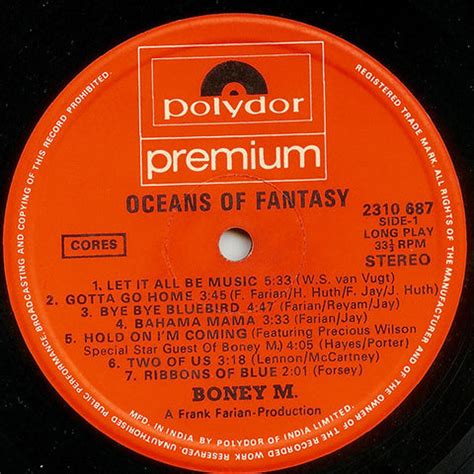 polydor
premium
OCEANS OF FANTASY
CORES
2310 687
SIDE-1
LONG PLAY
33⅓ RPM
STEREO
1. LET IT ALL BE MUSIC 5:33 (W.S. van Vugt)
2. GOTTA GO HOME 3:45 (F. Farian/H. Huth/F. Jay/J. Huth)
3. BYE BYE BLUEBIRD 4:47 (Farian/Reyam/Jay)
4. BAHAMA MAMA 3:33 (Farian/Jay)
5. HOLD ON I'M COMING (Featuring Precious Wilson
Special Star Guest Of Boney M.) 4:05 (Hayes/Porter)
6. TWO OF US 3:18 (Lennon/McCartney)
7. RIBBONS OF BLUE 2:01 (Forsey)
BONEY M.
A Frank Farian-Production
MFD. IN INDIA BY POLYDOR OF INDIA LIMITED.
REGISTERED TRADE MARK. ALL RIGHTS OF THE MANUFACTURER AND OF THE OWNER OF THE RECORDED WORK RESERVED. UNAUTHORISED PUBLIC PERFORMANCE, BROADCASTING AND COPYING OF THIS RECORD PROHIBITED.